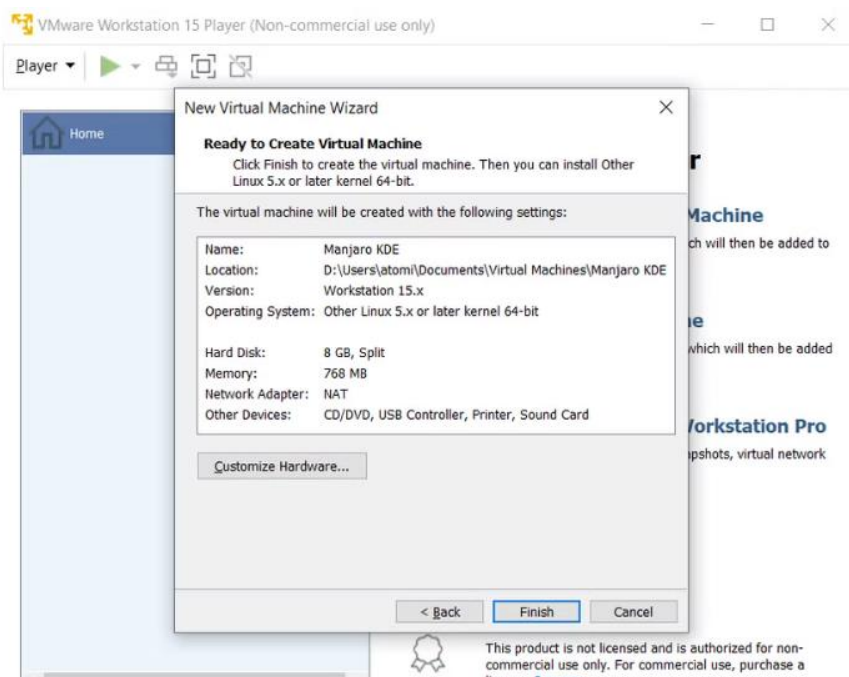 VMware Workstation 15 Player (Non-commercial use only)
Player
Home
New Virtual Machine Wizard
Ready to Create Virtual Machine
Click Finish to create the virtual machine. Then you can install Other
Linux 5.x or later kernel 64-bit.
The virtual machine will be created with the following settings:
Name: Manjaro KDE
Location: D:\Users\atomi\Documents\Virtual Machines\Manjaro KDE
Version: Workstation 15.x
Operating System: Other Linux 5.x or later kernel 64-bit
Hard Disk: 8 GB, Split
Memory: 768 MB
Network Adapter: NAT
Other Devices: CD/DVD, USB Controller, Printer, Sound Card
Customize Hardware...
< Back
Finish
Cancel
r
Machine
ch will then be added to
ne
which will then be added
Workstation Pro
pshots, virtual network
This product is not licensed and is authorized for non-
commercial use only. For commercial use, purchase a